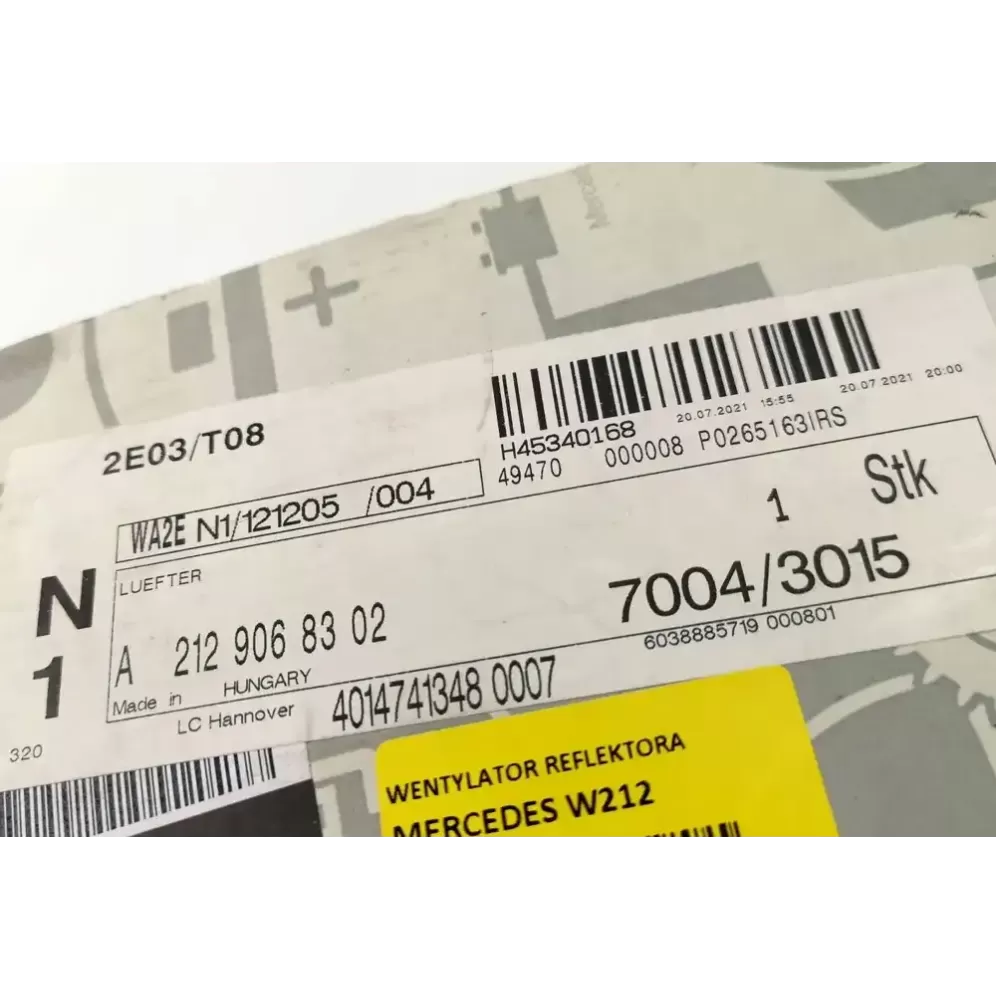 Merced
2E03/T08
H45340168
20.07.2021 15:55
20.07.2021 20:00
49470 000008 P0265163IRS
WA2E N1/121205 /004
1 Stk
N
1
LUEFTER
7004/3015
A 212 906 83 02
6038885719 000801
Made in HUNGARY
LC Hannover 4014741348 0007
320
WENTYLATOR REFLEKTORA
MERCEDES W212